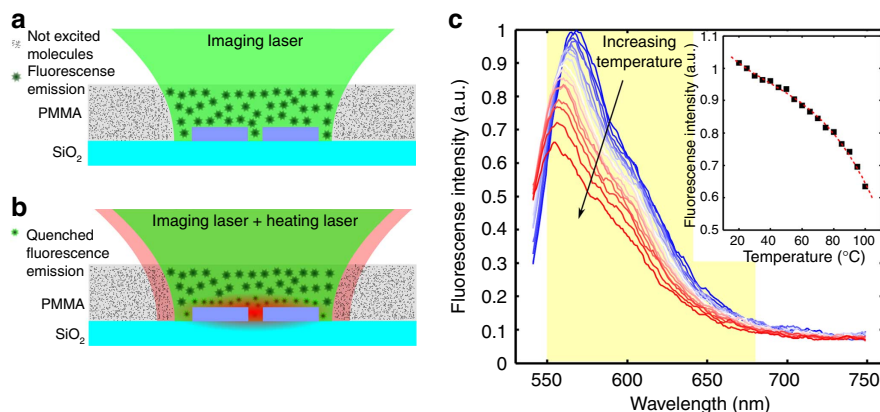 a
Imaging laser
Not excited
molecules
Fluorescense
emission
PMMA
SiO2
b
Imaging laser + heating laser
Quenched
fluorescence
emission
PMMA
SiO2
c
Fluorescense intensity (a.u.)
1
0.9
0.8
0.7
0.6
0.5
0.4
0.3
0.2
0.1
0
550
600
650
700
750
Wavelength (nm)
Increasing
temperature
Fluorescense intensity (a.u.)
1.1
1.0
0.9
0.8
0.7
0.6
0.5
20
40
60
80
100
Temperature (°C)